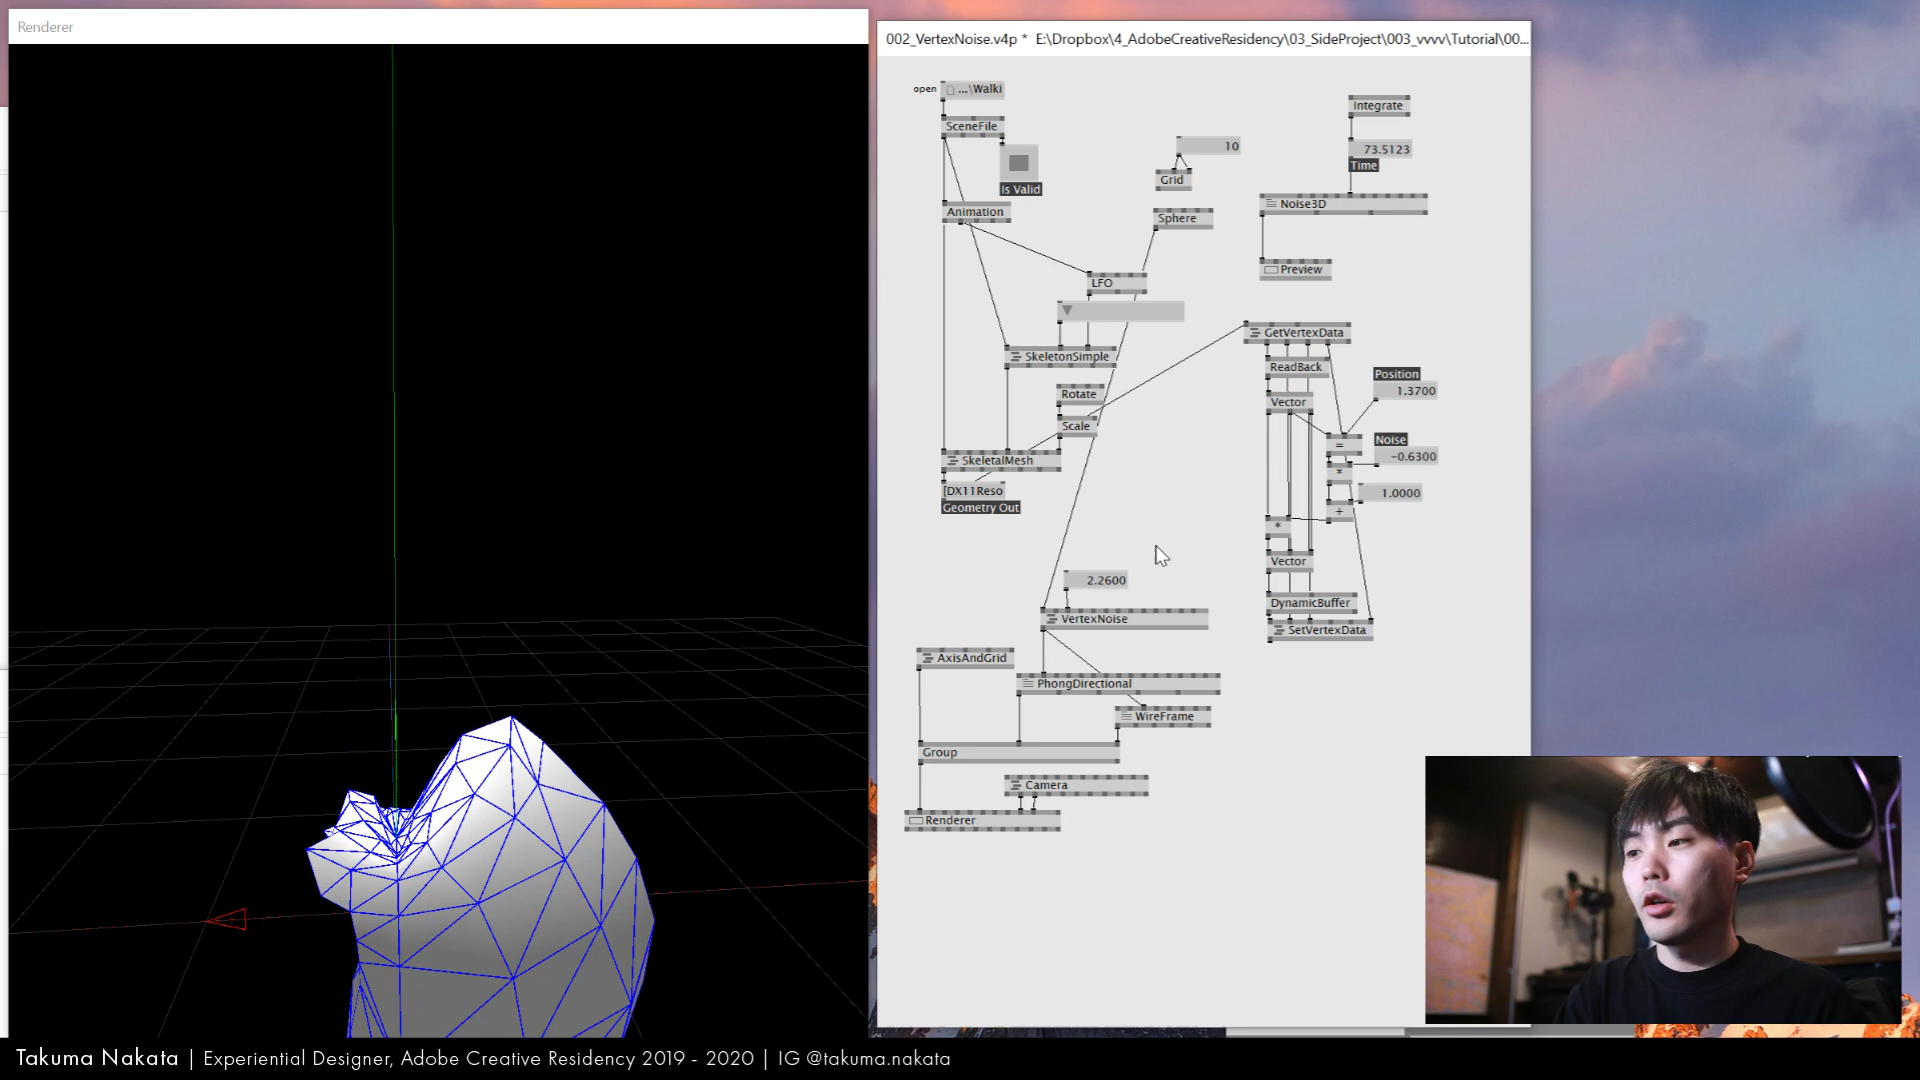 Renderer
002_VertexNoise.v4p * E:\Dropbox\4_AdobeCreativeResidency\03_SideProject\003_vvvv\Tutorial\00...
open ...\Walki
SceneFile
Is Valid
Animation
10
Grid
Sphere
Integrate
73.5123
Time
Noise3D
Preview
LFO
SkeletonSimple
Rotate
Scale
SkeletalMesh
[DX11Reso
Geometry Out
GetVertexData
ReadBack
Vector
Position
1.3700
=
Noise
-0.6300
*
1.0000
+
*
Vector
DynamicBuffer
SetVertexData
2.2600
VertexNoise
AxisAndGrid
PhongDirectional
WireFrame
Group
Camera
Renderer
Takuma Nakata | Experiential Designer, Adobe Creative Residency 2019 - 2020 | IG @takuma.nakata